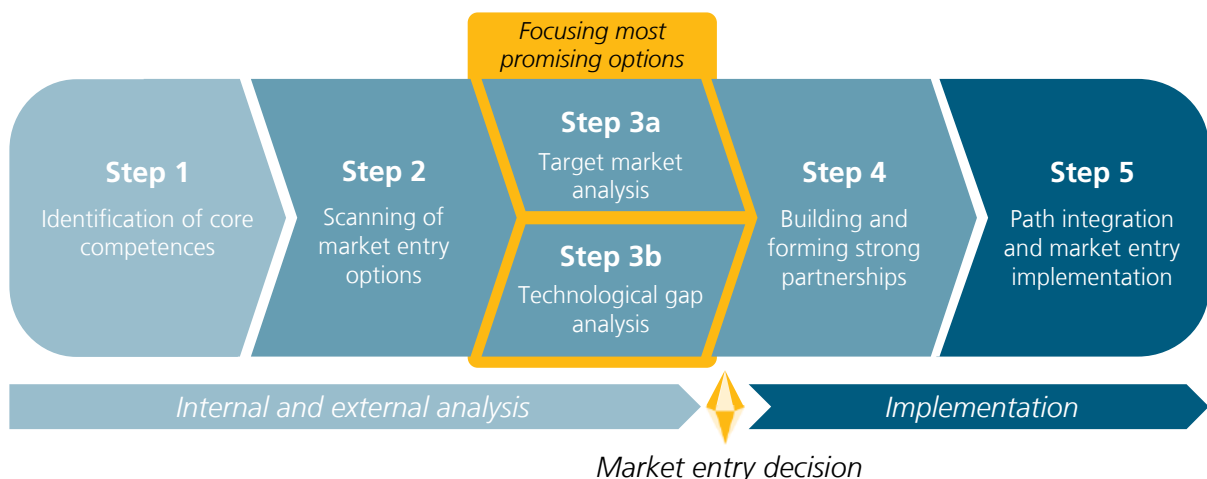 Focusing most
promising options
Step 1
Identification of core
competences
Step 2
Scanning of
market entry
options
Step 3a
Target market
analysis
Step 3b
Technological gap
analysis
Step 4
Building and
forming strong
partnerships
Step 5
Path integration
and market entry
implementation
Internal and external analysis
Implementation
Market entry decision